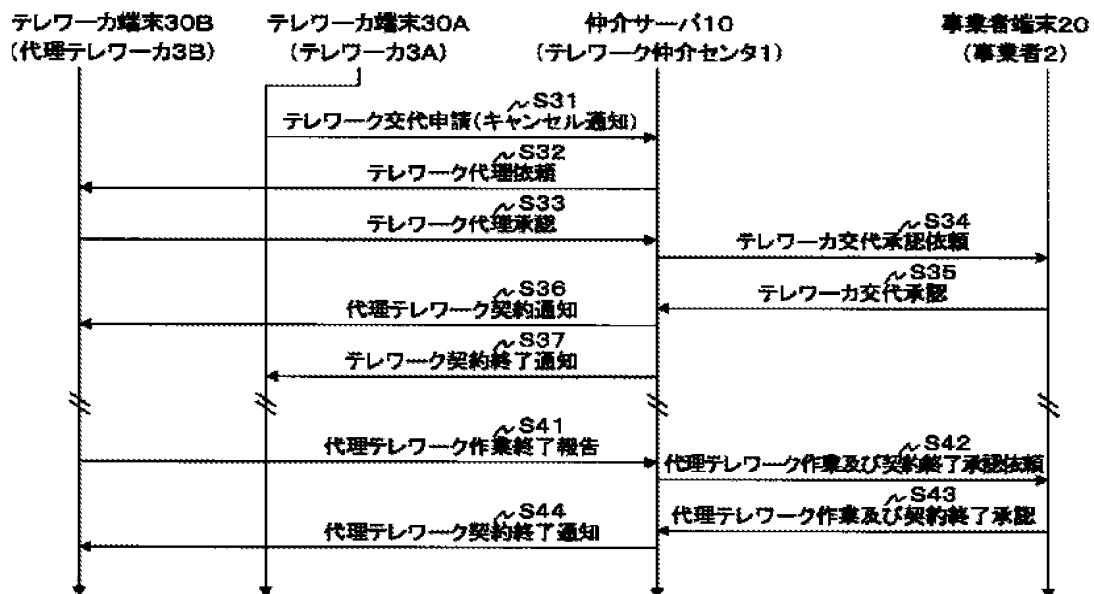 テレワーカ端末30B
(代理テレワーカ3B)
テレワーカ端末30A
(テレワーカ3A)
仲介サーバ10
(テレワーク仲介センタ1)
事業者端末20
(事業者2)
S31
テレワーク交代申請(キャンセル通知)
S32
テレワーク代理依頼
S33
テレワーク代理承認
S34
テレワーカ交代承認依頼
S35
テレワーカ交代承認
S36
代理テレワーク契約通知
S37
テレワーク契約終了通知
S41
代理テレワーク作業終了報告
S42
代理テレワーク作業及び契約終了承認依頼
S43
代理テレワーク作業及び契約終了承認
S44
代理テレワーク契約終了通知